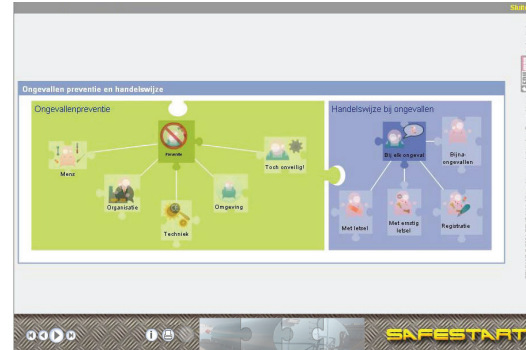 Sluit
Ongevallen preventie en handelswijze
Ongevallenpreventie
Handelswijze bij ongevallen
Preventie
Bij elk ongeval
Bijna-
ongevallen
Toch onveilig!
Mens
Organisatie
Omgeving
Techniek
Met letsel
Met ernstig
letsel
Registratie
SAFESTART